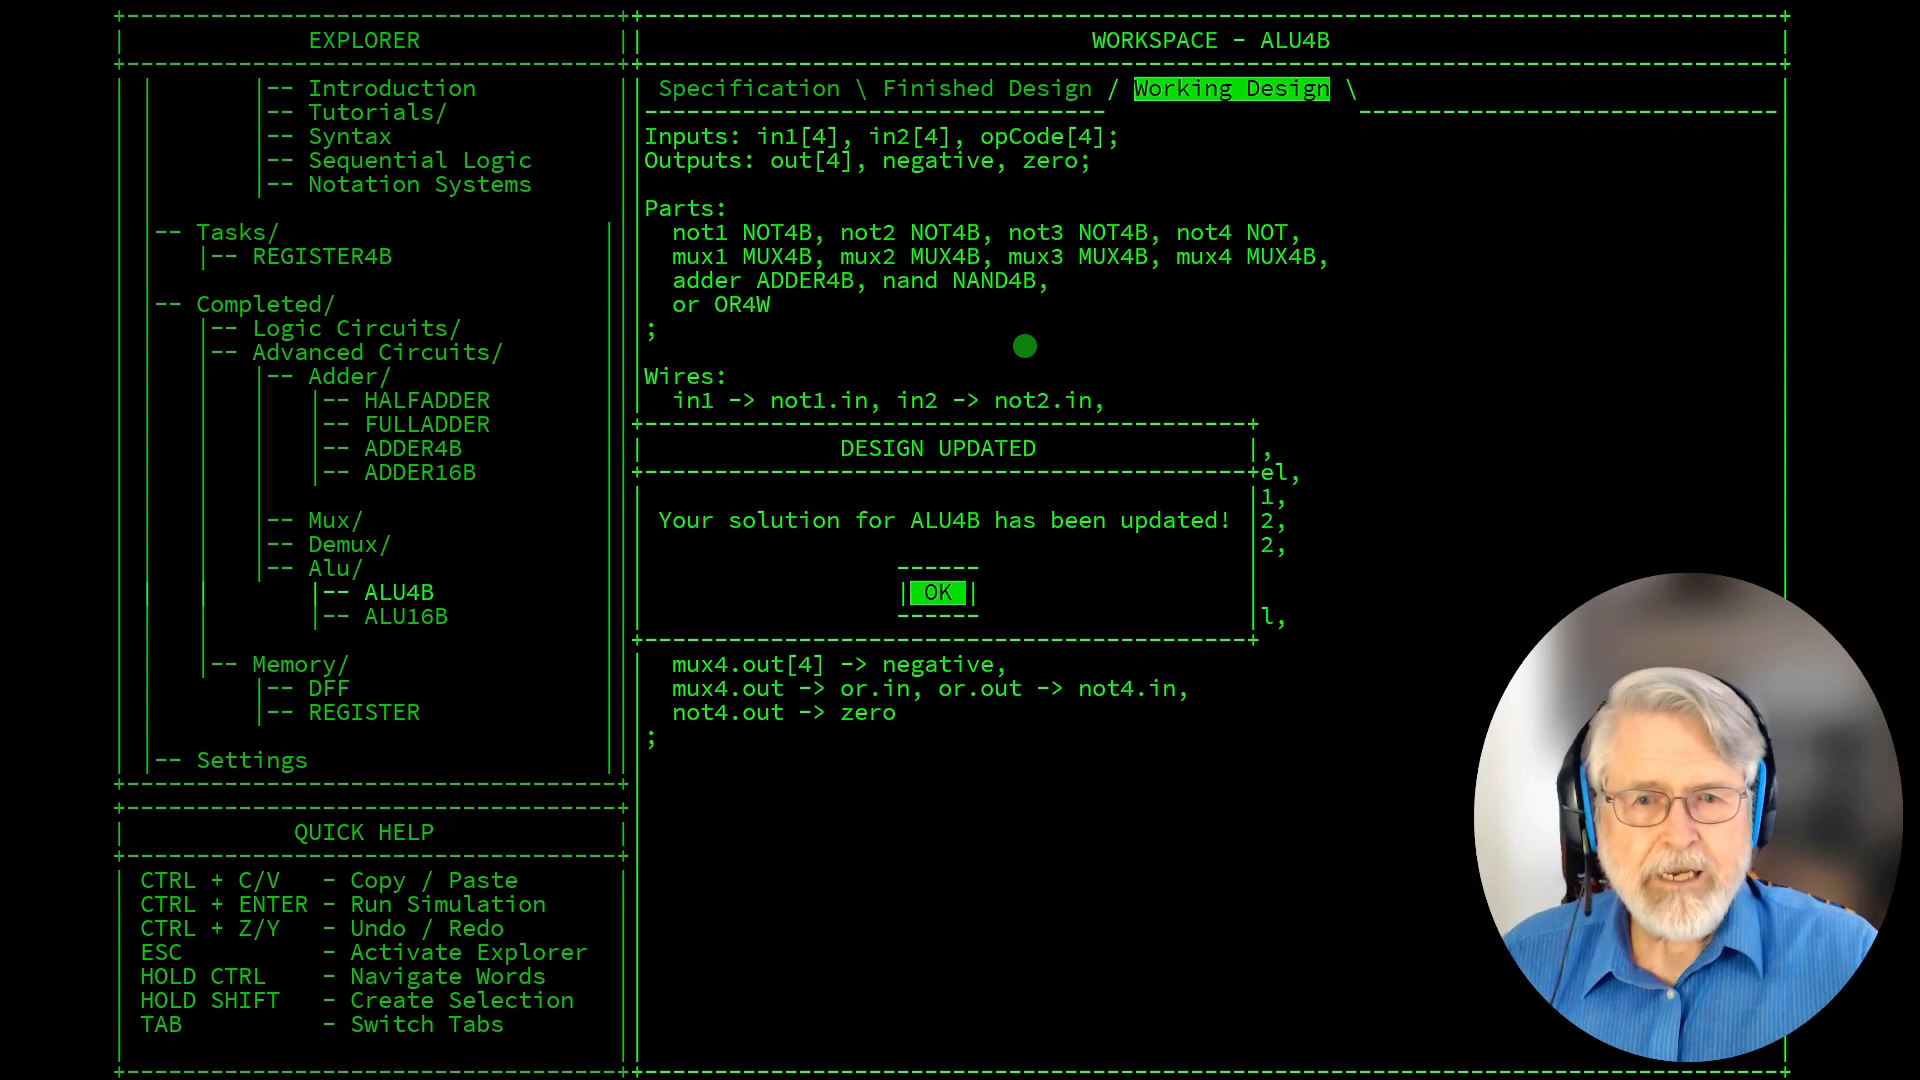 EXPLORER
|-- Introduction
|-- Tutorials/
|-- Syntax
|-- Sequential Logic
|-- Notation Systems
-- Tasks/
|-- REGISTER4B
-- Completed/
|-- Logic Circuits/
|-- Advanced Circuits/
|-- Adder/
|-- HALFADDER
|-- FULLADDER
|-- ADDER4B
|-- ADDER16B
|-- Mux/
|-- Demux/
|-- Alu/
|-- ALU4B
|-- ALU16B
|-- Memory/
|-- DFF
|-- REGISTER
|-- Settings
QUICK HELP
CTRL + C/V - Copy / Paste
CTRL + ENTER - Run Simulation
CTRL + Z/Y - Undo / Redo
ESC - Activate Explorer
HOLD CTRL - Navigate Words
HOLD SHIFT - Create Selection
TAB - Switch Tabs
WORKSPACE - ALU4B
Specification \ Finished Design / Working Design \
Inputs: in1[4], in2[4], opCode[4];
Outputs: out[4], negative, zero;
Parts:
not1 NOT4B, not2 NOT4B, not3 NOT4B, not4 NOT,
mux1 MUX4B, mux2 MUX4B, mux3 MUX4B, mux4 MUX4B,
adder ADDER4B, nand NAND4B,
or OR4W
;
Wires:
in1 -> not1.in, in2 -> not2.in,
DESIGN UPDATED
,
el,
1,
Your solution for ALU4B has been updated!
2,
2,
OK
l,
mux4.out[4] -> negative,
mux4.out -> or.in, or.out -> not4.in,
not4.out -> zero
;